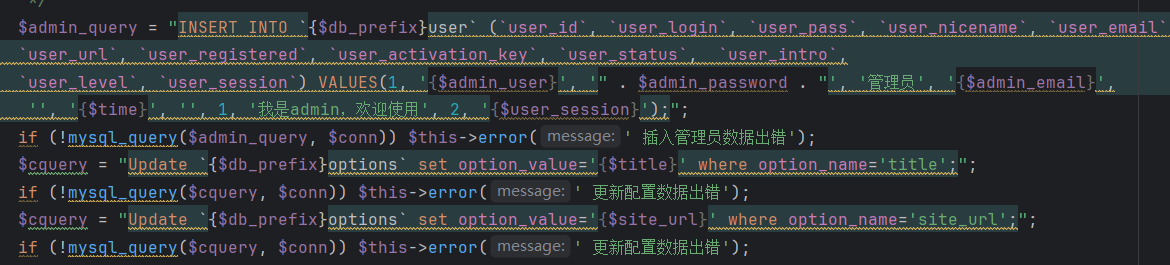 */
$admin_query = "INSERT INTO `{$db_prefix}user` (`user_id`, `user_login`, `user_pass`, `user_nicename`, `user_email`
`user_url`, `user_registered`, `user_activation_key`, `user_status`, `user_intro`,
`user_level`, `user_session`) VALUES(1, '{$admin_user}', '" . $admin_password . "', '管理员', '{$admin_email}',
'', '{$time}', '', 1, '我是admin，欢迎使用', 2, '{$user_session}');";
if (!mysql_query($admin_query, $conn)) $this->error( message: ' 插入管理员数据出错');
$cquery = "Update `{$db_prefix}options` set option_value='{$title}' where option_name='title';";
if (!mysql_query($cquery, $conn)) $this->error( message: ' 更新配置数据出错');
$cquery = "Update `{$db_prefix}options` set option_value='{$site_url}' where option_name='site_url';";
if (!mysql_query($cquery, $conn)) $this->error( message: ' 更新配置数据出错');